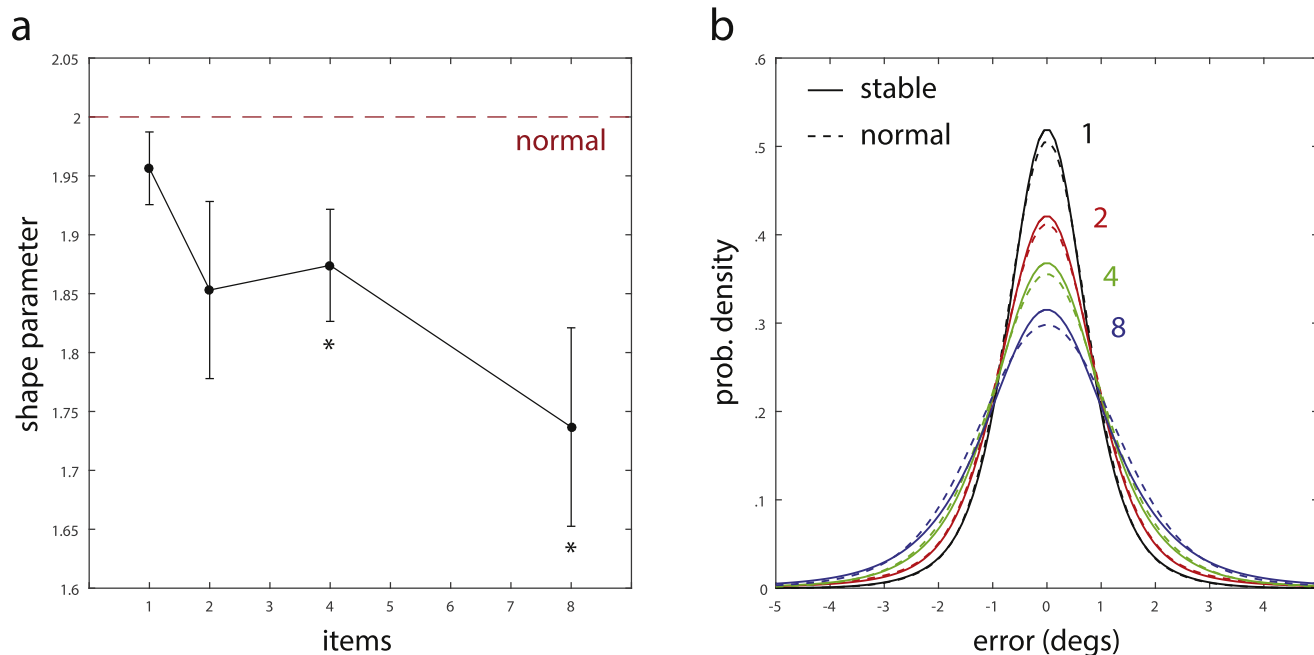 a
2.05
2
1.95
1.9
1.85
1.8
1.75
1.7
1.65
1.6
shape parameter
normal
*
*
1 2 3 4 5 6 7 8
items
b
.6
.5
.4
.3
.2
.1
0
prob. density
stable
normal
1
2
4
8
-5 -4 -3 -2 -1 0 1 2 3 4
error (degs)